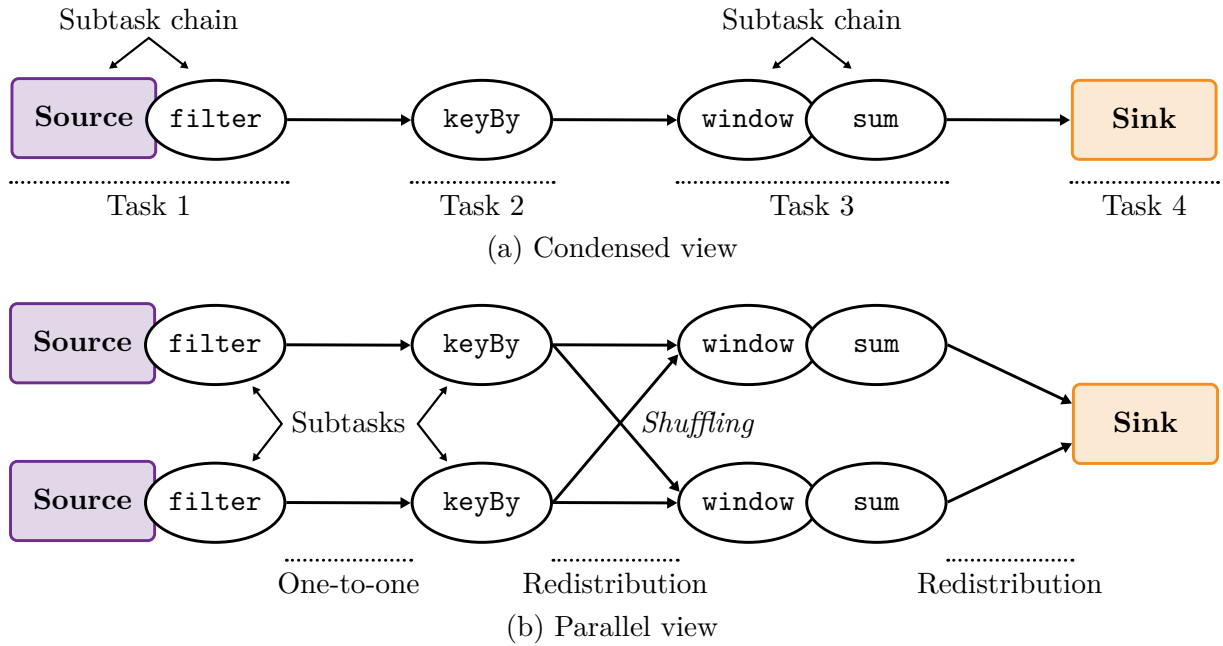 Subtask chain Subtask chain
Source filter keyBy window sum Sink
Task 1 Task 2 Task 3 Task 4
(a) Condensed view
Source filter keyBy window sum
Subtasks Shuffling Sink
Source filter keyBy window sum
One-to-one Redistribution Redistribution
(b) Parallel view